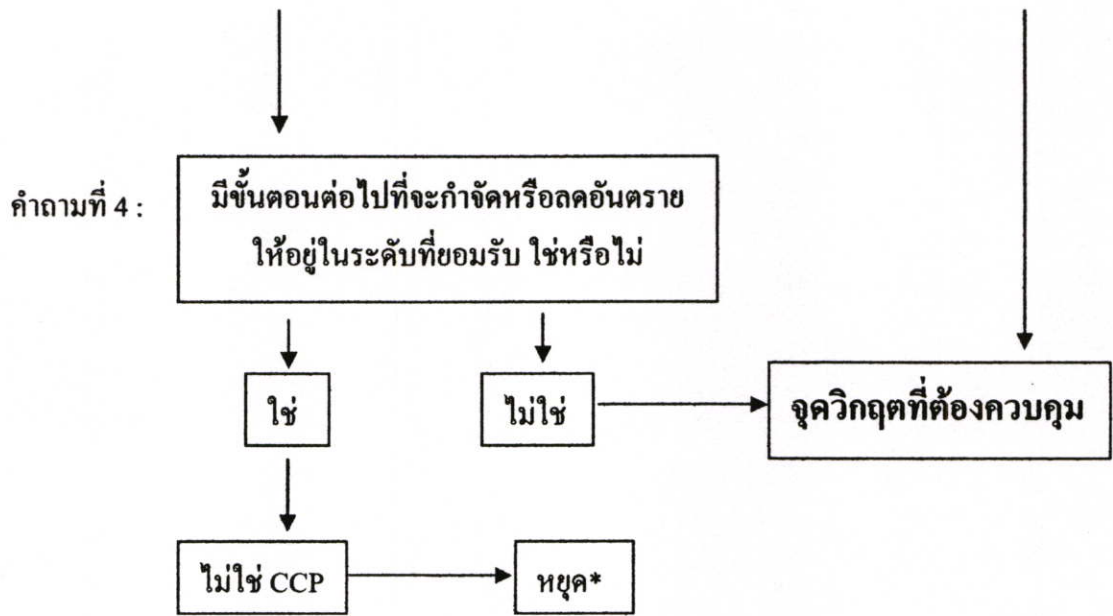 คำถามที่ 4 :
มีขั้นตอนต่อไปที่จะกำจัดหรือลดอันตราย
ให้อยู่ในระดับที่ยอมรับ ใช่หรือไม่
ใช่
ไม่ใช่
จุดวิกฤตที่ต้องควบคุม
ไม่ใช่ CCP
หยุด*